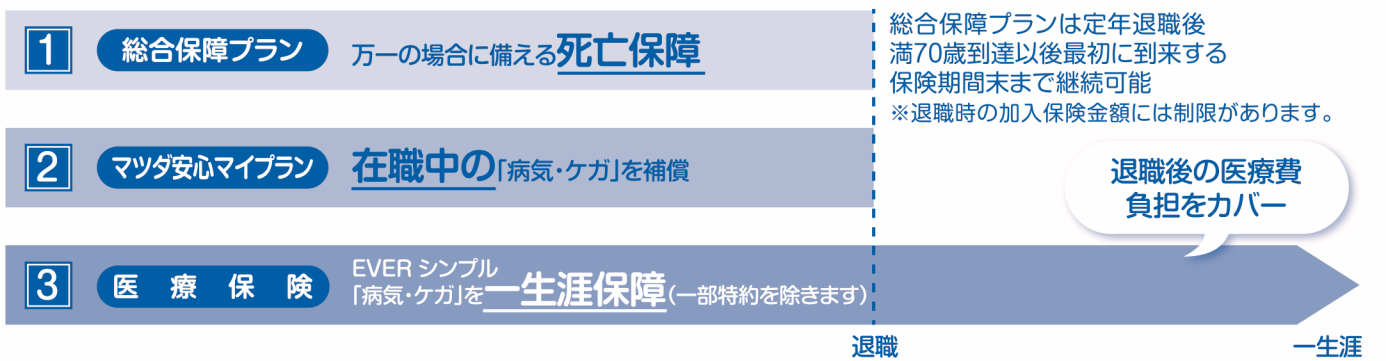 1 総合保障プラン 万一の場合に備える死亡保障
総合保障プランは定年退職後
満70歳到達以後最初に到来する
保険期間末まで継続可能
※退職時の加入保険金額には制限があります。
2 マツダ安心マイプラン 在職中の「病気・ケガ」を補償
退職後の医療費
負担をカバー
3 医療保険 EVER シンプル
「病気・ケガ」を一生涯保障(一部特約を除きます)
退職 一生涯